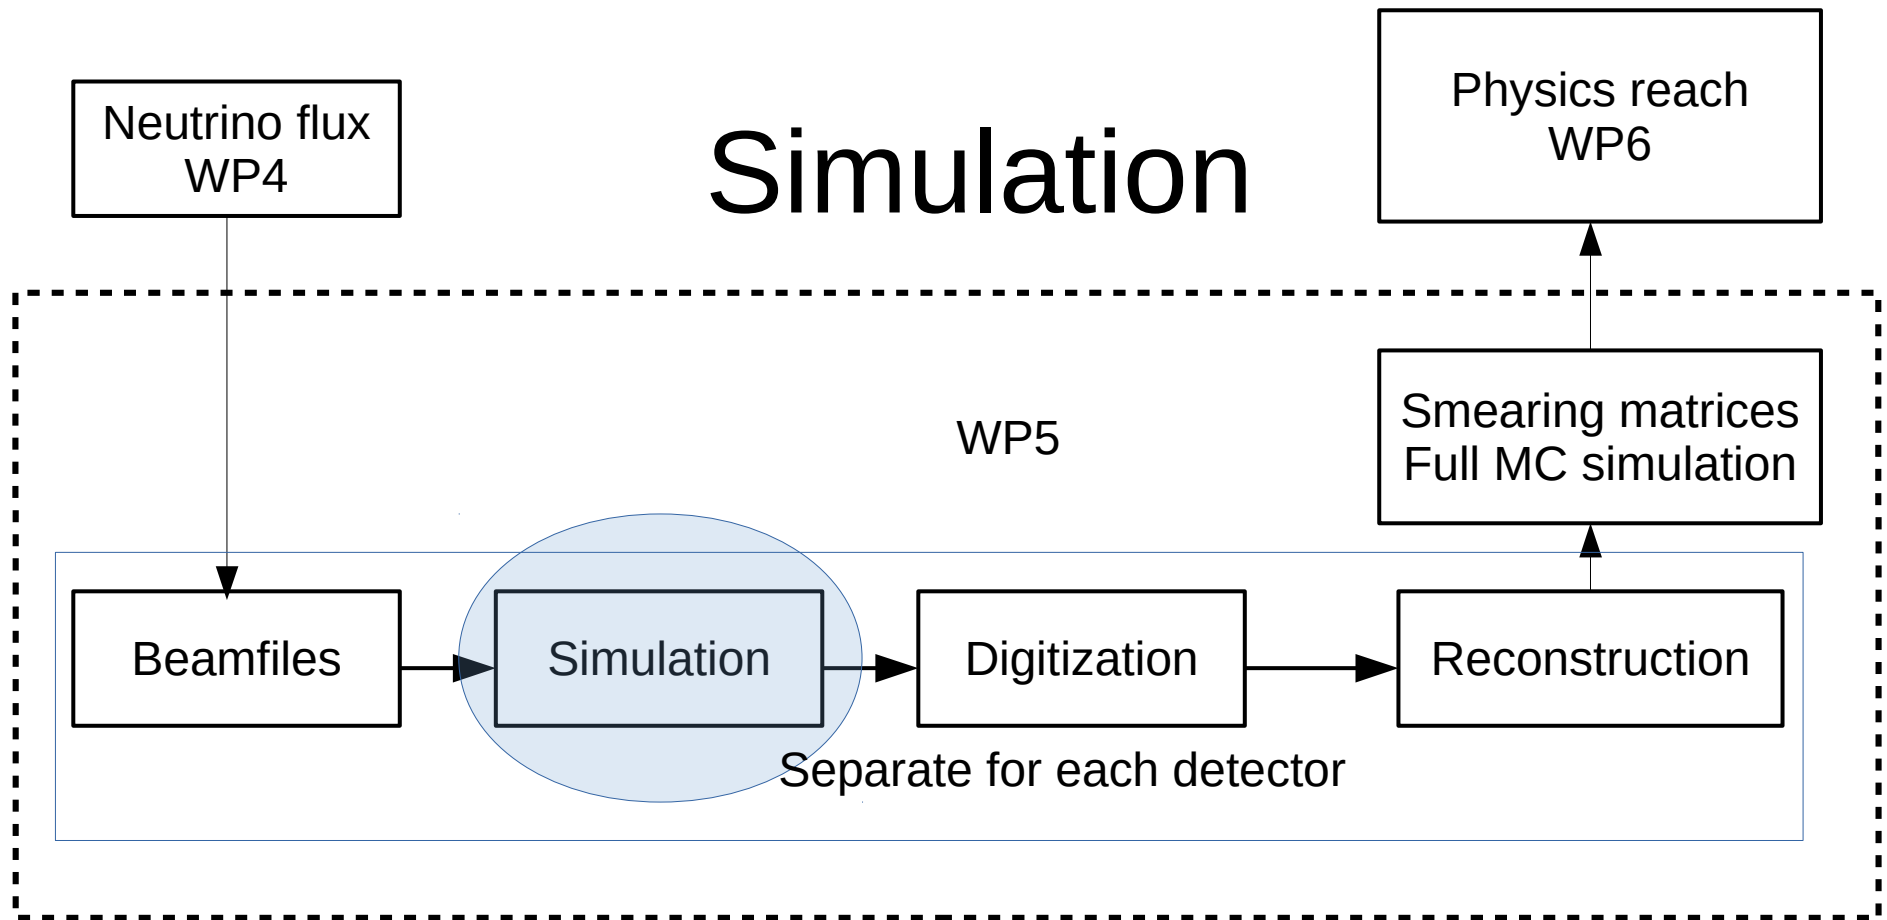 Neutrino flux
WP4
Simulation
Physics reach
WP6
WP5
Smearing matrices
Full MC simulation
Beamfiles
Simulation
Digitization
Reconstruction
Separate for each detector